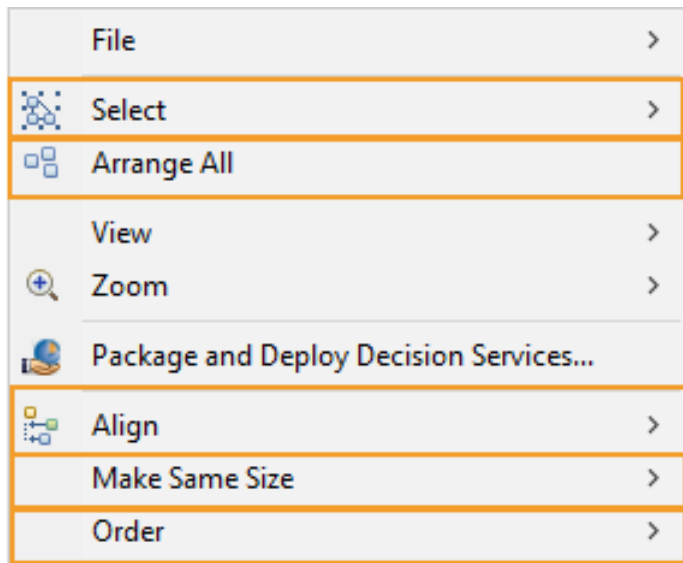 File
Select
Arrange All
View
Zoom
Package and Deploy Decision Services...
Align
Make Same Size
Order